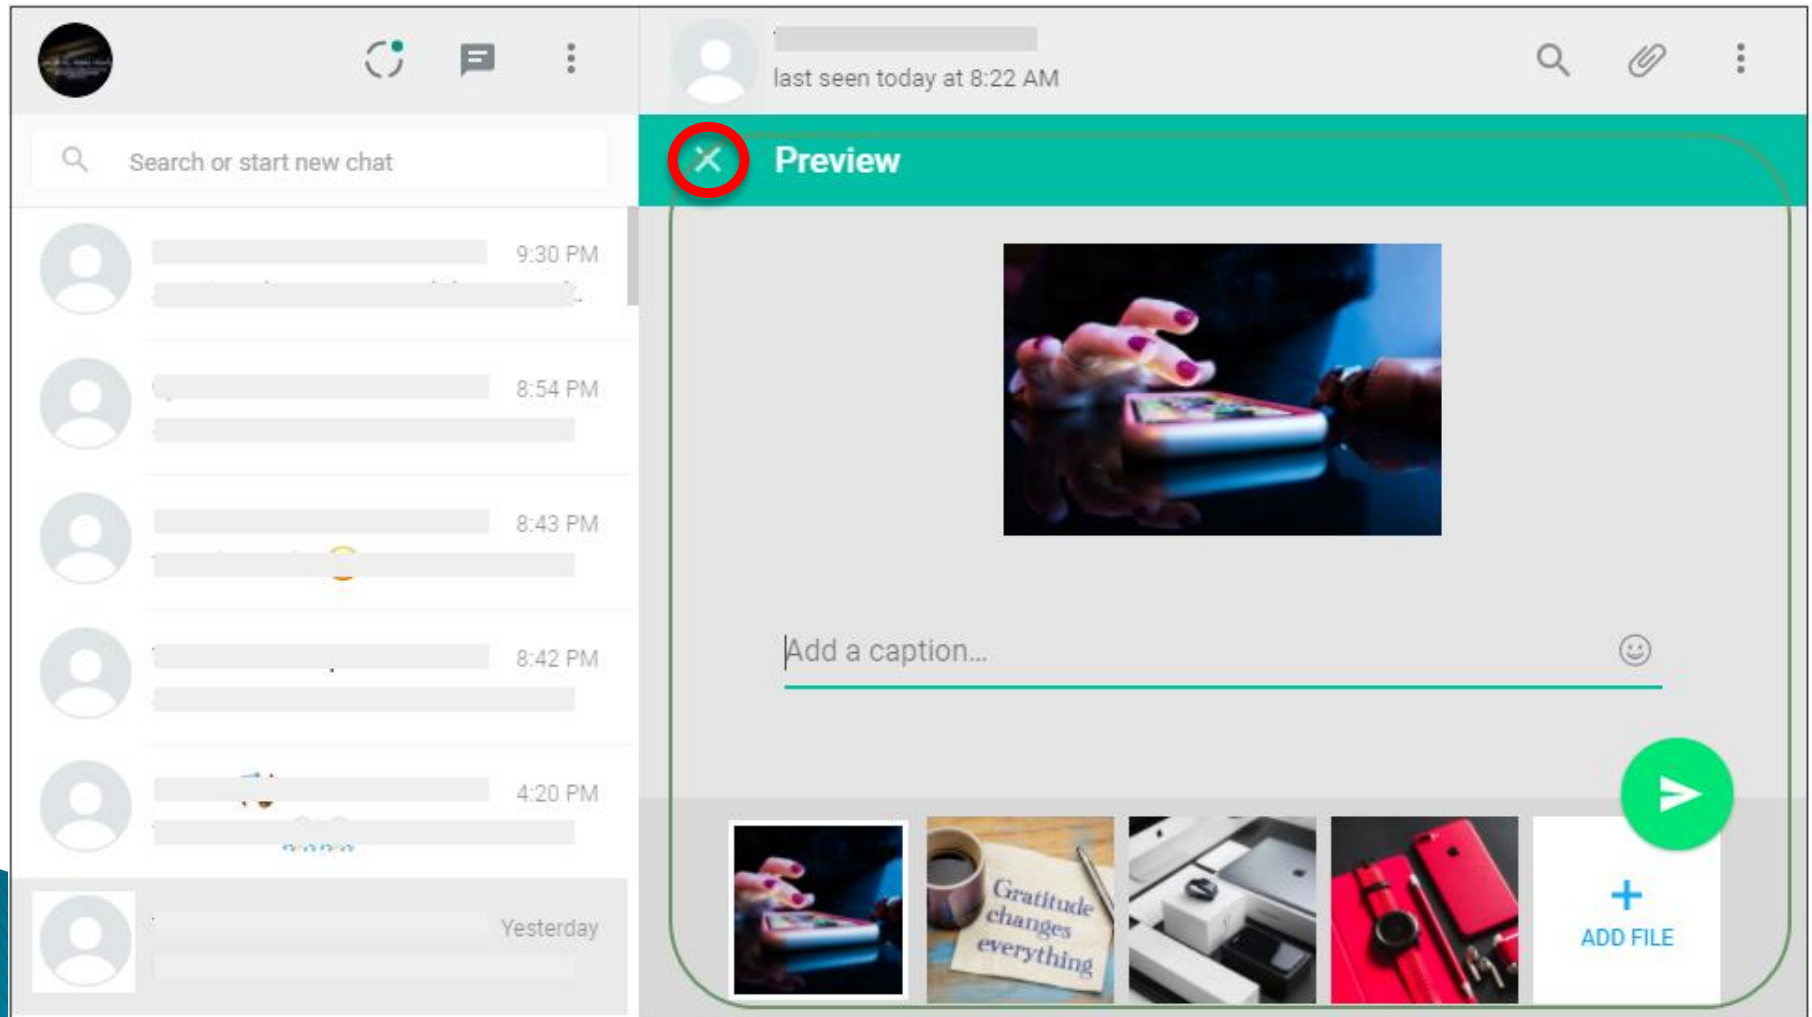 last seen today at 8:22 AM
Search or start new chat
Preview
9:30 PM
8:54 PM
8:43 PM
8:42 PM
4:20 PM
Yesterday
Add a caption...
Gratitude
changes
everything
ADD FILE